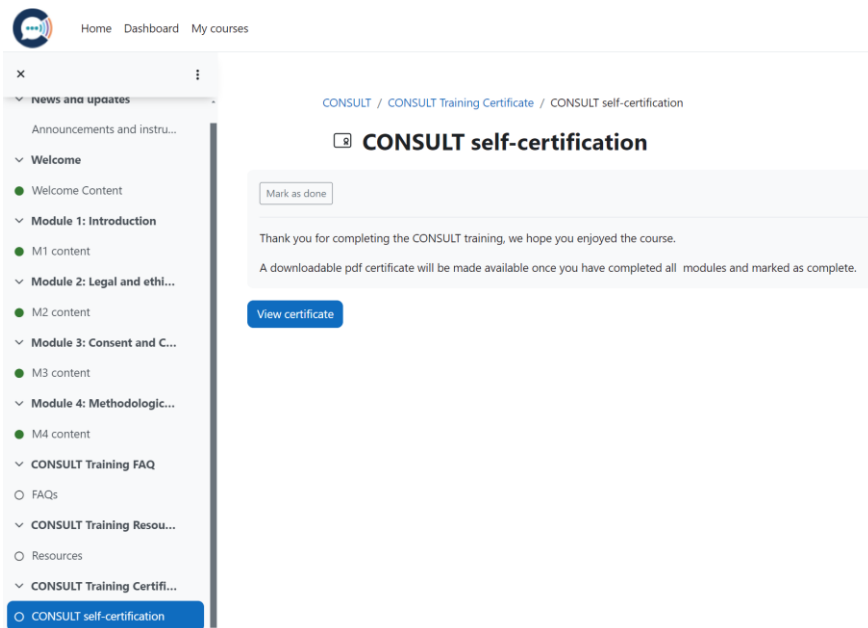 Home Dashboard My courses
News and updates
Announcements and instru...
Welcome
Welcome Content
Module 1: Introduction
M1 content
Module 2: Legal and ethi...
M2 content
Module 3: Consent and C...
M3 content
Module 4: Methodologic...
M4 content
CONSULT Training FAQ
FAQs
CONSULT Training Resou...
Resources
CONSULT Training Certifi...
CONSULT self-certification
CONSULT / CONSULT Training Certificate / CONSULT self-certification
CONSULT self-certification
Mark as done
Thank you for completing the CONSULT training, we hope you enjoyed the course.
A downloadable pdf certificate will be made available once you have completed all modules and marked as complete.
View certificate